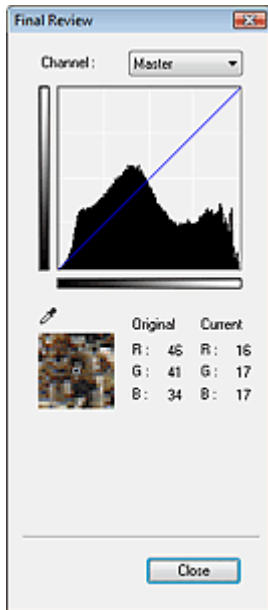 Final Review
Channel : Master
Original Current
R : 46 R : 16
G : 41 G : 17
B : 34 B : 17
Close